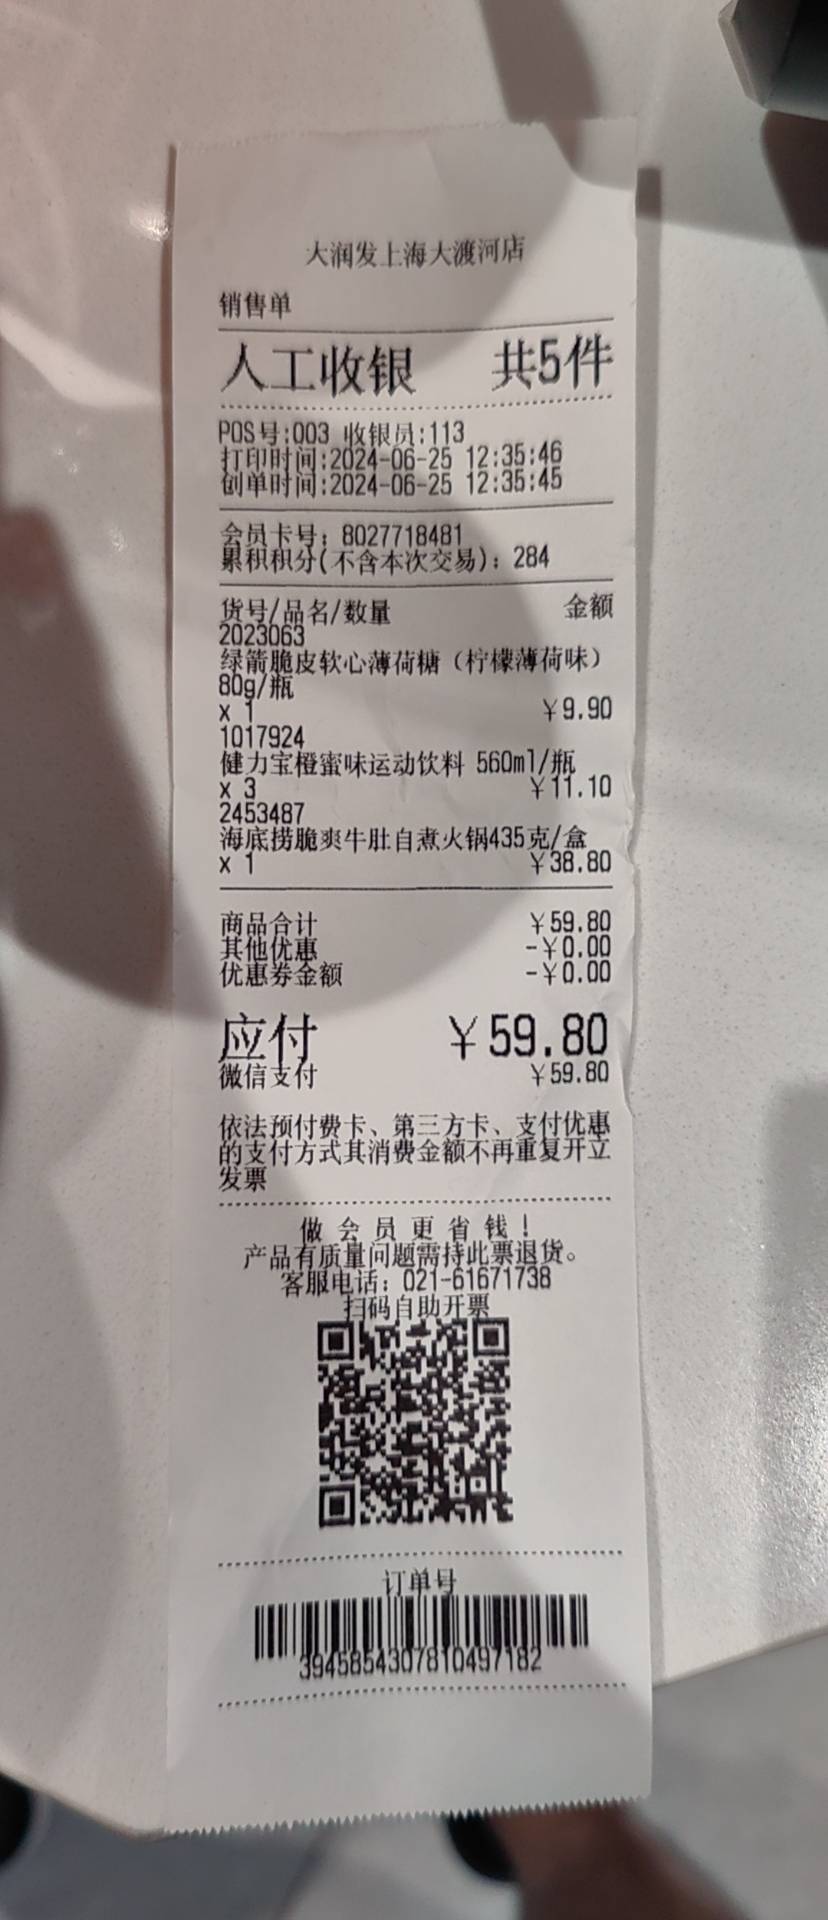 大润发上海大渡河店
销售单
人工收银 共5件
POS号:003 收银员:113
打印时间:2024-06-25 12:35:46
创单时间:2024-06-25 12:35:45
会员卡号：8027718481
累积积分(不含本次交易)：284
货号/品名/数量 金额
2023063
绿箭脆皮软心薄荷糖（柠檬薄荷味）
80g/瓶
x 1 ￥9.90
1017924
健力宝橙蜜味运动饮料 560ml/瓶
x 3 ￥11.10
2453487
海底捞脆爽牛肚自煮火锅435克/盒
x 1 ￥38.80
商品合计 ￥59.80
其他优惠 -￥0.00
优惠券金额 -￥0.00
应付 ￥59.80
微信支付 ￥59.80
依法预付费卡、第三方卡、支付优惠
的支付方式其消费金额不再重复开立
发票
做会员更省钱！
产品有质量问题需持此票退货。
客服电话：021-61671738
扫码自助开票
订单号
3945854307810497182